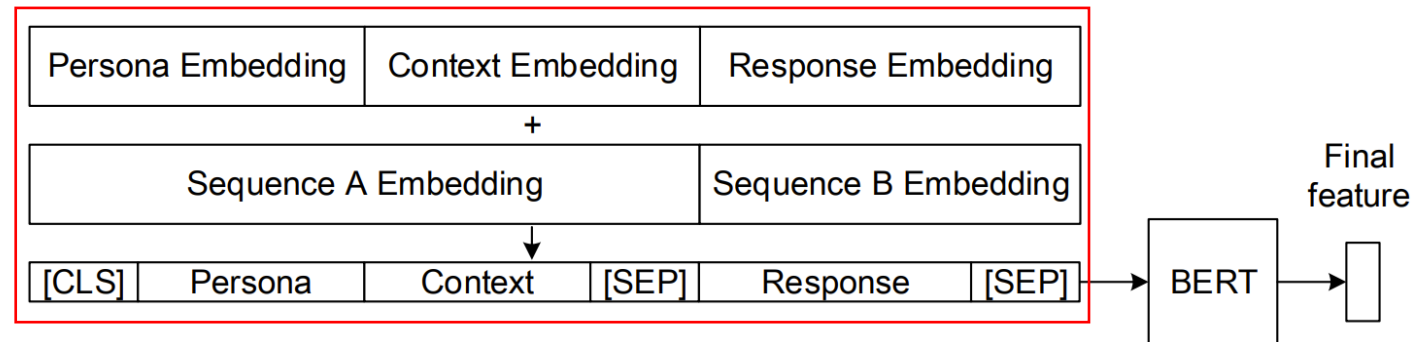 Persona Embedding Context Embedding Response Embedding
+
Sequence A Embedding Sequence B Embedding
[CLS] Persona Context [SEP] Response [SEP]
BERT
Final
feature